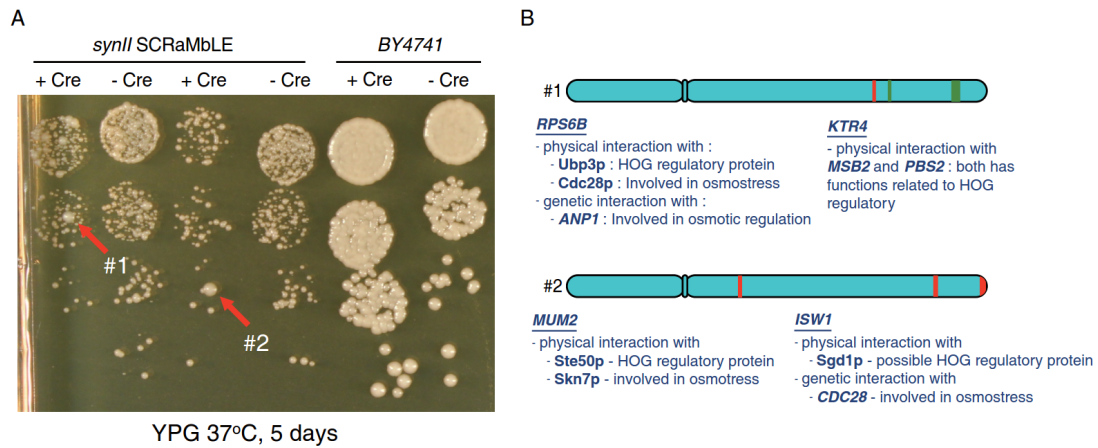 A
synII SCRaMbLE
BY4741
+ Cre
- Cre
+ Cre
- Cre
+ Cre
- Cre
#1
#2
YPG 37ºC, 5 days
B
#1
RPS6B
- physical interaction with :
- Ubp3p : HOG regulatory protein
- Cdc28p : Involved in osmostress
- genetic interaction with :
- ANP1 : Involved in osmotic regulation
KTR4
- physical interaction with
MSB2 and PBS2 : both has
functions related to HOG
regulatory
#2
MUM2
- physical interaction with
- Ste50p - HOG regulatory protein
- Skn7p - involved in osmotress
ISW1
- physical interaction with
- Sgd1p - possible HOG regulatory protein
- genetic interaction with
- CDC28 - involved in osmostress